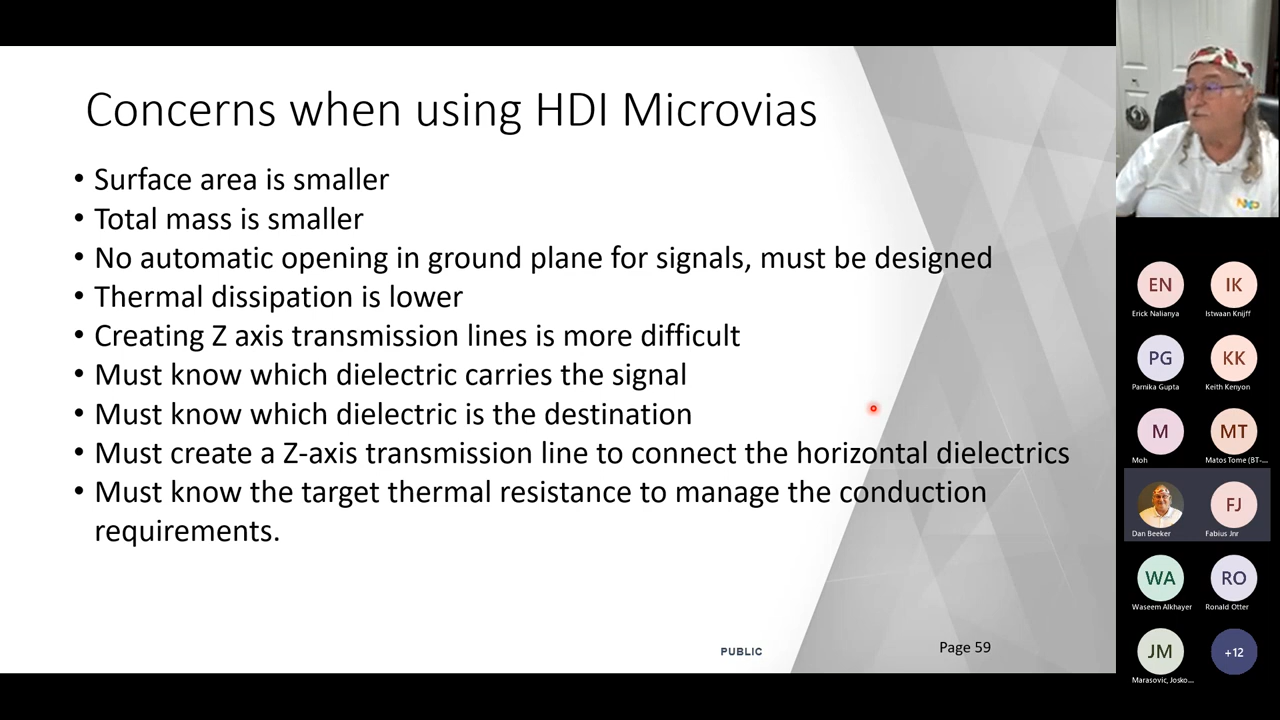 Concerns when using HDI Microvias
• Surface area is smaller
• Total mass is smaller
• No automatic opening in ground plane for signals, must be designed
• Thermal dissipation is lower
• Creating Z axis transmission lines is more difficult
• Must know which dielectric carries the signal
• Must know which dielectric is the destination
• Must create a Z-axis transmission line to connect the horizontal dielectrics
• Must know the target thermal resistance to manage the conduction
requirements.
PUBLIC
Page 59
NXP
EN IK
Erick Nalianya Istwaan Knijff
PG KK
Parnika Gupta Keith Kenyon
M MT
Moh Matos Tome (BT-...
FJ
Dan Beeker Fabius Jnr
WA RO
Waseem Alkhayer Ronald Otter
JM +12
Marasovic, Josko...